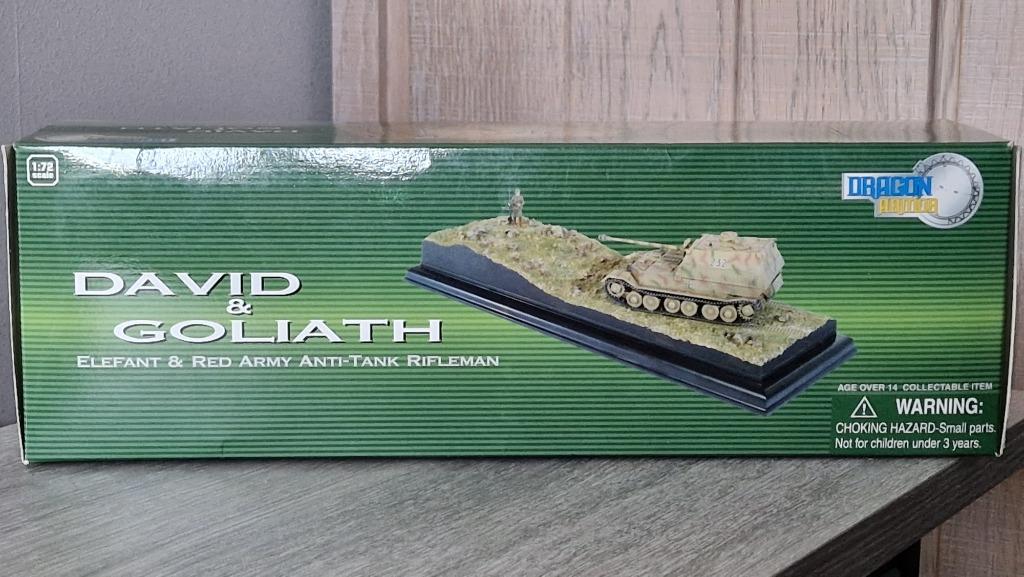 1:72
scale
DRAGON
ARMOR
DAVID
&
GOLIATH
ELEFANT & RED ARMY ANTI-TANK RIFLEMAN
232
AGE OVER 14 COLLECTABLE ITEM
WARNING:
CHOKING HAZARD-Small parts.
Not for children under 3 years.